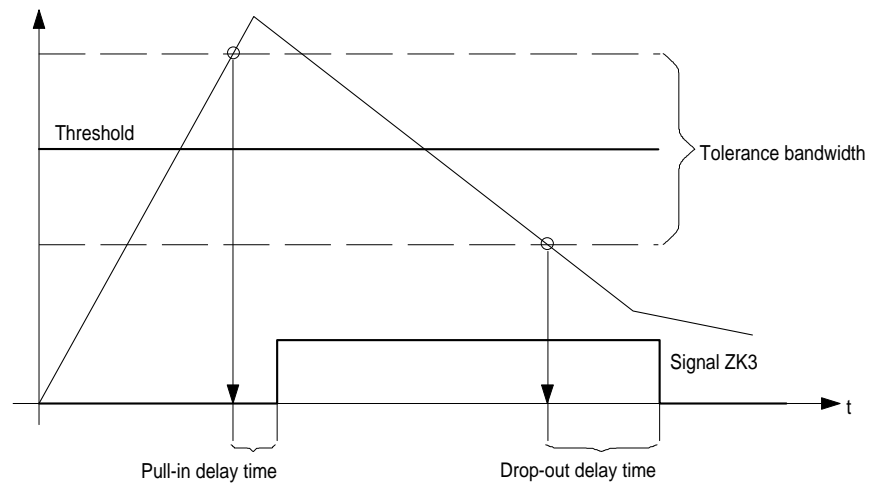 Threshold
Tolerance bandwidth
Signal ZK3
t
Pull-in delay time
Drop-out delay time